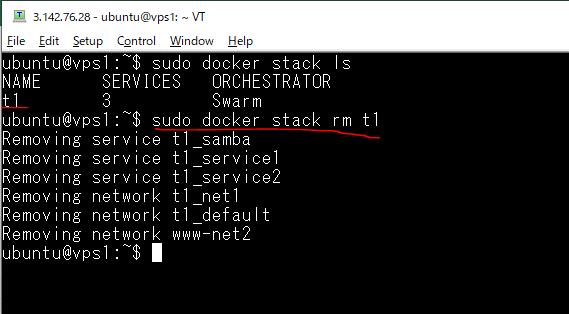 3.142.76.28 - ubuntu@vps1: ~ VT
File Edit Setup Control Window Help
ubuntu@vps1:~$ sudo docker stack ls
NAME SERVICES ORCHESTRATOR
t1 3 Swarm
ubuntu@vps1:~$ sudo docker stack rm t1
Removing service t1_samba
Removing service t1_service1
Removing service t1_service2
Removing network t1_net1
Removing network t1_default
Removing network www-net2
ubuntu@vps1:~$